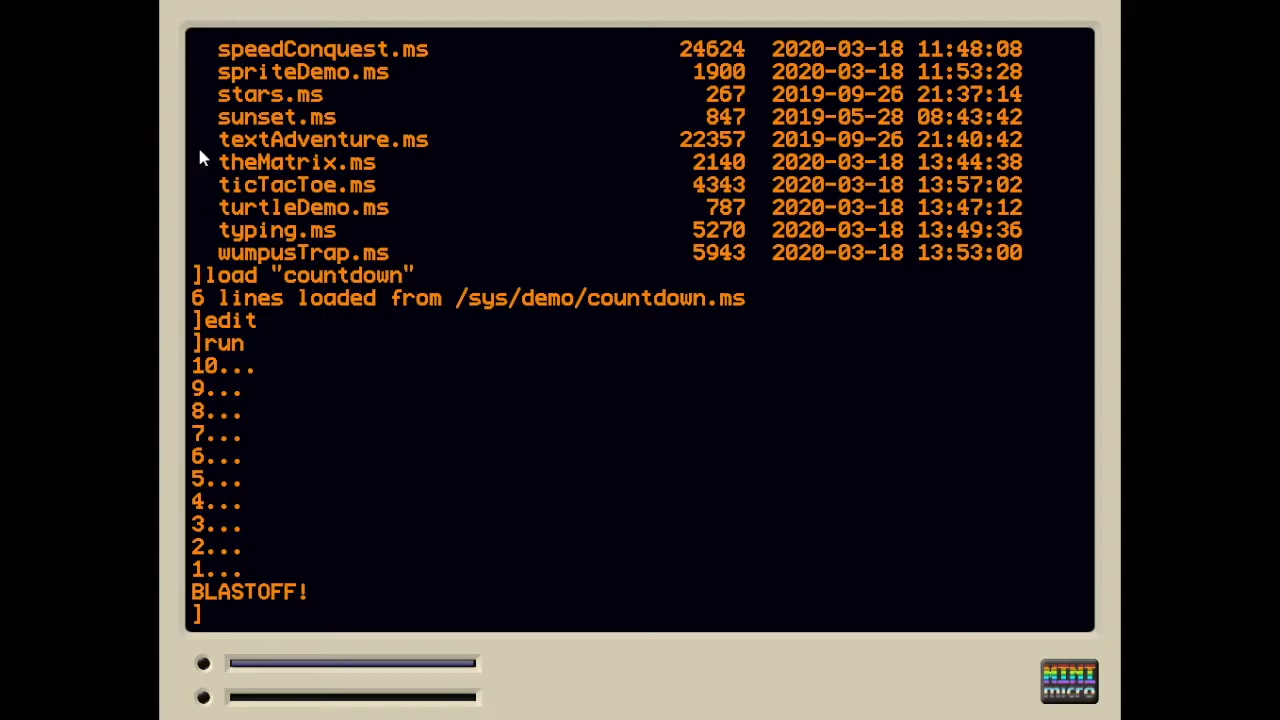 speedConquest.ms 24624 2020-03-18 11:48:08
spriteDemo.ms 1900 2020-03-18 11:53:28
stars.ms 267 2019-09-26 21:37:14
sunset.ms 847 2019-05-28 08:43:42
textAdventure.ms 22357 2019-09-26 21:40:42
theMatrix.ms 2140 2020-03-18 13:44:38
ticTacToe.ms 4343 2020-03-18 13:57:02
turtleDemo.ms 787 2020-03-18 13:47:12
typing.ms 5270 2020-03-18 13:49:36
wumpusTrap.ms 5943 2020-03-18 13:53:00
]load "countdown"
6 lines loaded from /sys/demo/countdown.ms
]edit
]run
10...
9...
8...
7...
6...
5...
4...
3...
2...
1...
BLASTOFF!
]
MINI
micro